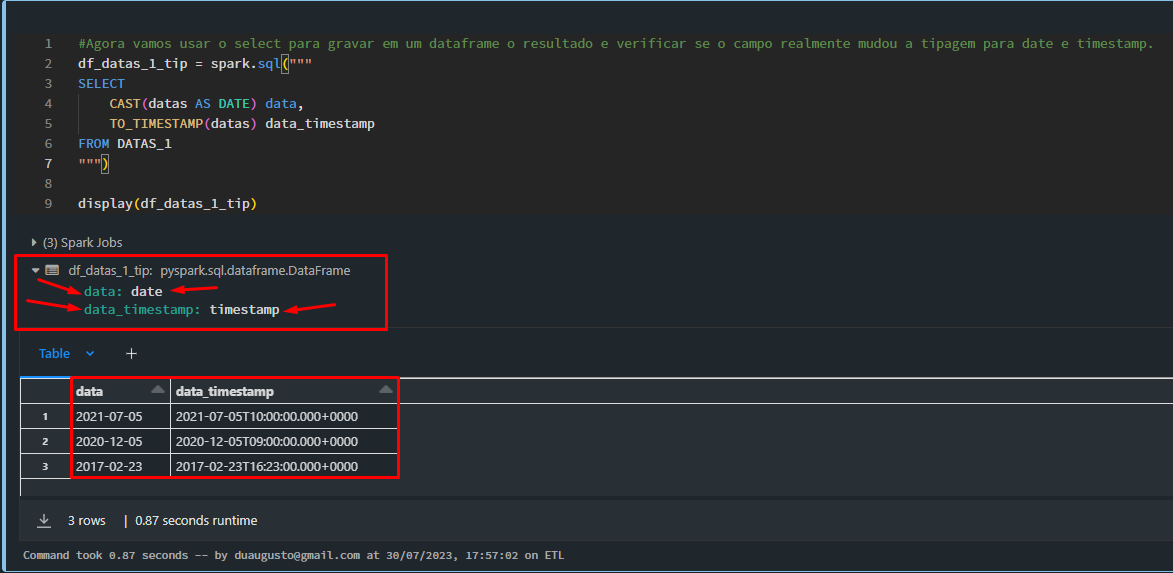 1 #Agora vamos usar o select para gravar em um dataframe o resultado e verificar se o campo realmente mudou a tipagem para date e timestamp.
2 df_datas_1_tip = spark.sql("""
3 SELECT
4 CAST(datas AS DATE) data,
5 TO_TIMESTAMP(datas) data_timestamp
6 FROM DATAS_1
7 """)
8
9 display(df_datas_1_tip)
(3) Spark Jobs
df_datas_1_tip: pyspark.sql.dataframe.DataFrame
data: date
data_timestamp: timestamp
Table +
data data_timestamp
1 2021-07-05 2021-07-05T10:00:00.000+0000
2 2020-12-05 2020-12-05T09:00:00.000+0000
3 2017-02-23 2017-02-23T16:23:00.000+0000
3 rows | 0.87 seconds runtime
Command took 0.87 seconds -- by duaugusto@gmail.com at 30/07/2023, 17:57:02 on ETL